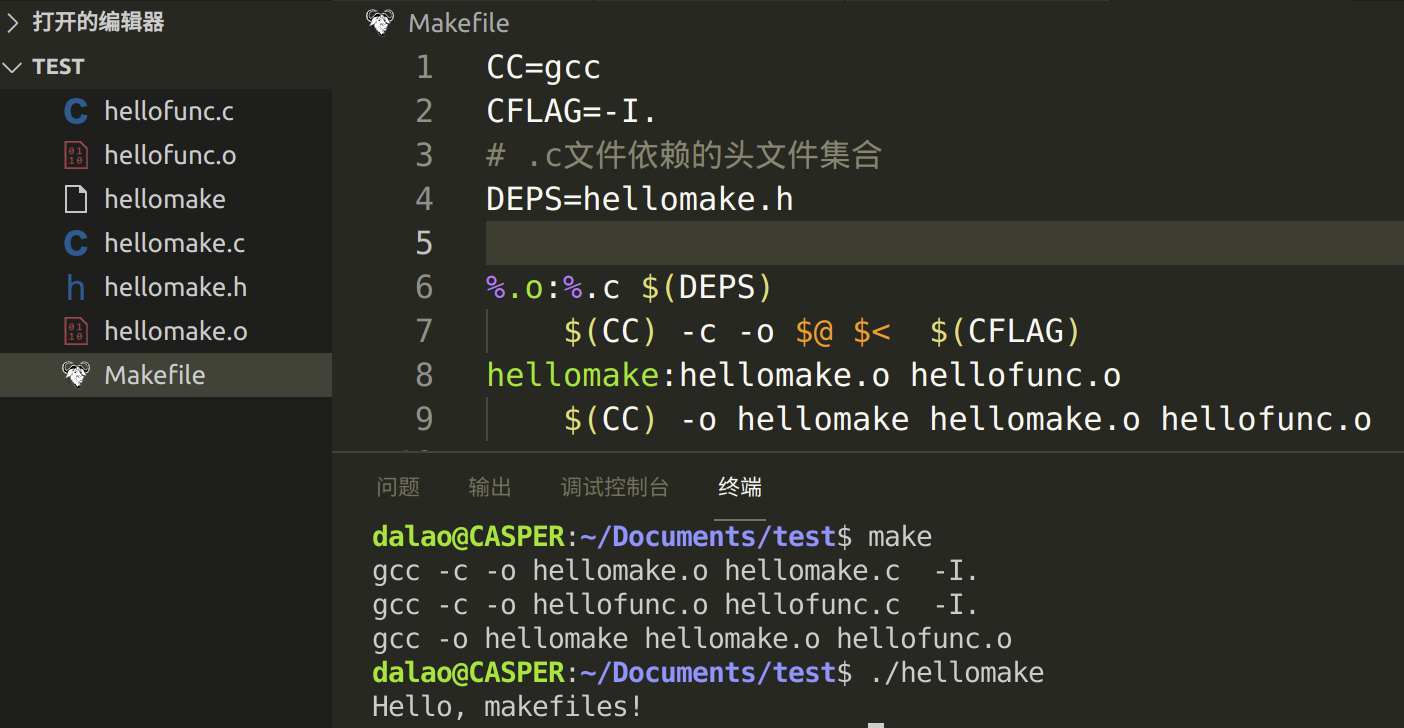 打开的编辑器
TEST
hellofunc.c
hellofunc.o
hellomake
hellomake.c
hellomake.h
hellomake.o
Makefile
Makefile
1 CC=gcc
2 CFLAG=-I.
3 # .c文件依赖的头文件集合
4 DEPS=hellomake.h
5
6 %.o:%.c $(DEPS)
7 $(CC) -c -o $@ $<  $(CFLAG)
8 hellomake:hellomake.o hellofunc.o
9 $(CC) -o hellomake hellomake.o hellofunc.o
问题 输出 调试控制台 终端
dalao@CASPER:~/Documents/test$ make
gcc -c -o hellomake.o hellomake.c  -I.
gcc -c -o hellofunc.o hellofunc.c  -I.
gcc -o hellomake hellomake.o hellofunc.o
dalao@CASPER:~/Documents/test$ ./hellomake
Hello, makefiles!